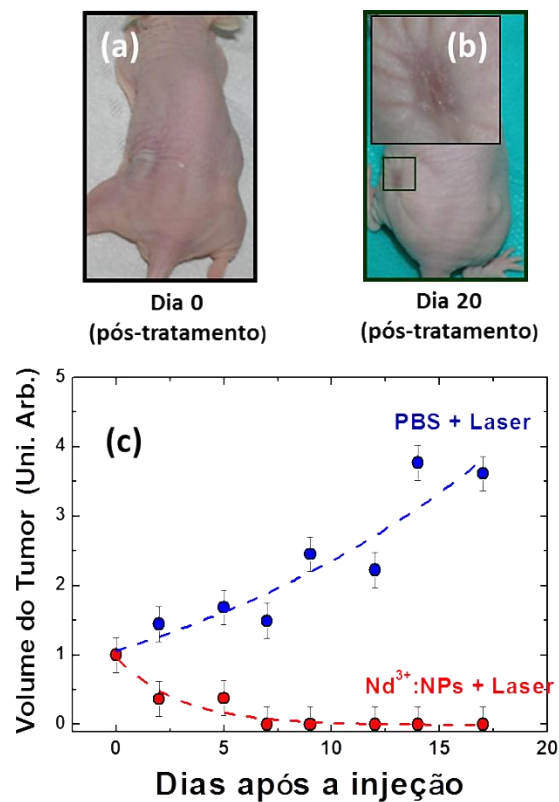 (a)
(b)
Dia 0
(pós-tratamento)
Dia 20
(pós-tratamento)
5
4
3
2
1
0
Volume do Tumor (Uni. Arb.)
(c)
PBS + Laser
Nd³⁺:NPs + Laser
0
5
10
15
20
Dias após a injeção